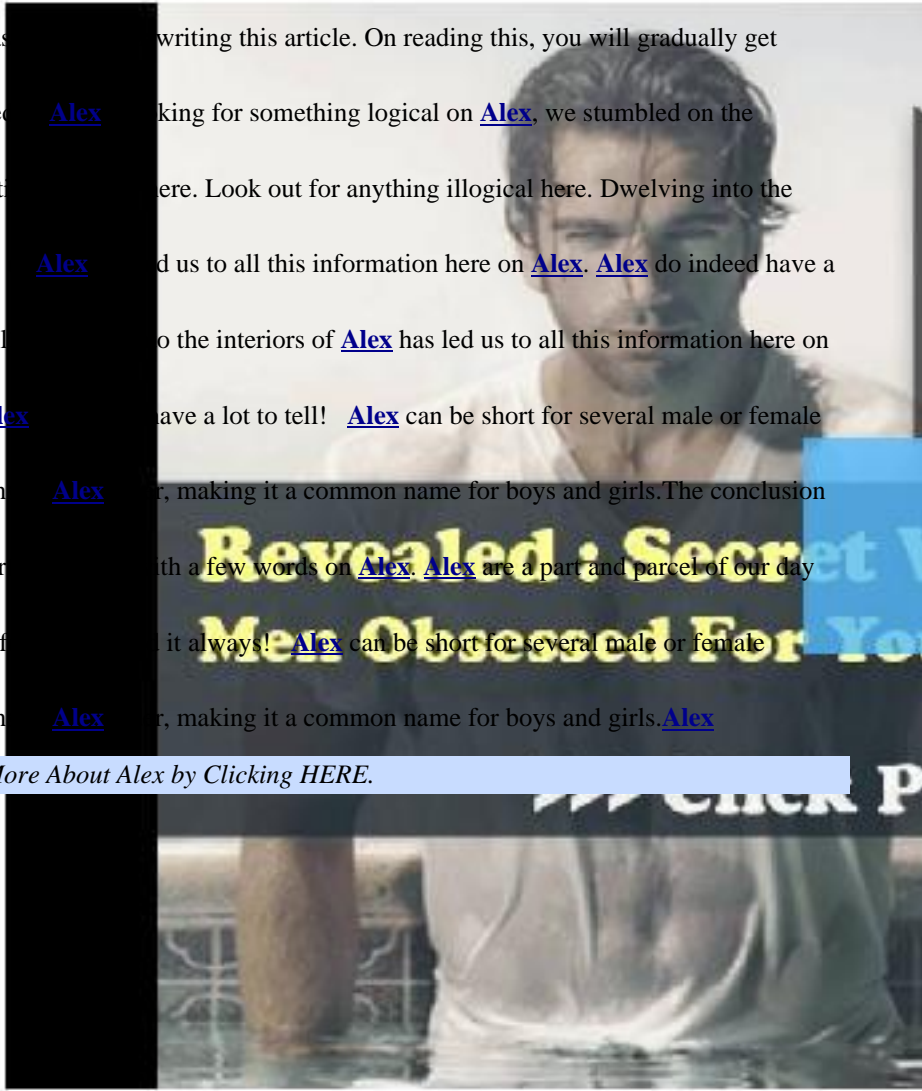 writing this article. On reading this, you will gradually get
Alex king for something logical on Alex, we stumbled on the
ere. Look out for anything illogical here. Dwelving into the
Alex d us to all this information here on Alex. Alex do indeed have a
o the interiors of Alex has led us to all this information here on
lex ave a lot to tell! Alex can be short for several male or female
Alex r, making it a common name for boys and girls.The conclusion
ith a few words on Alex. Alex are a part and parcel of our day
it always! Alex can be short for several male or female
Alex r, making it a common name for boys and girls.Alex
More About Alex by Clicking HERE.
Revealed : Secret
Men Obsessed For
>>> Click P